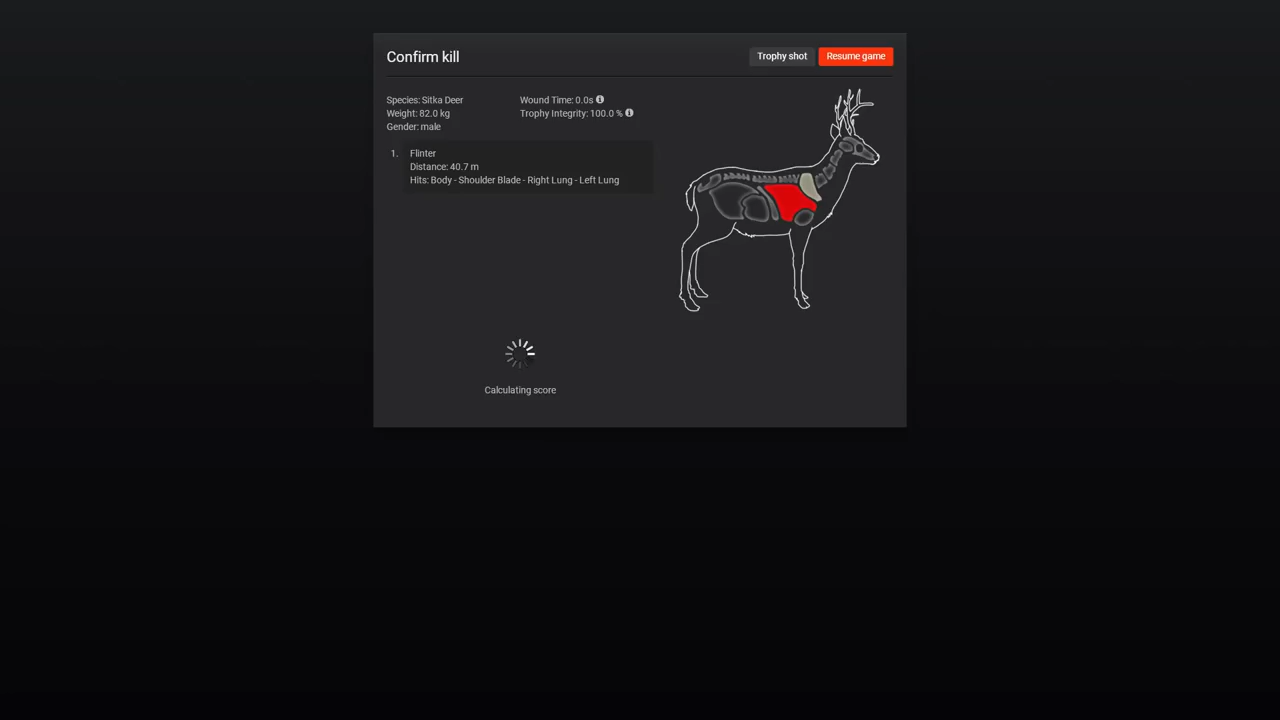 Confirm kill
Trophy shot
Resume game
Species: Sitka Deer
Weight: 82.0 kg
Gender: male
Wound Time: 0.0s
Trophy Integrity: 100.0 %
1. Flinter
Distance: 40.7 m
Hits: Body - Shoulder Blade - Right Lung - Left Lung
Calculating score